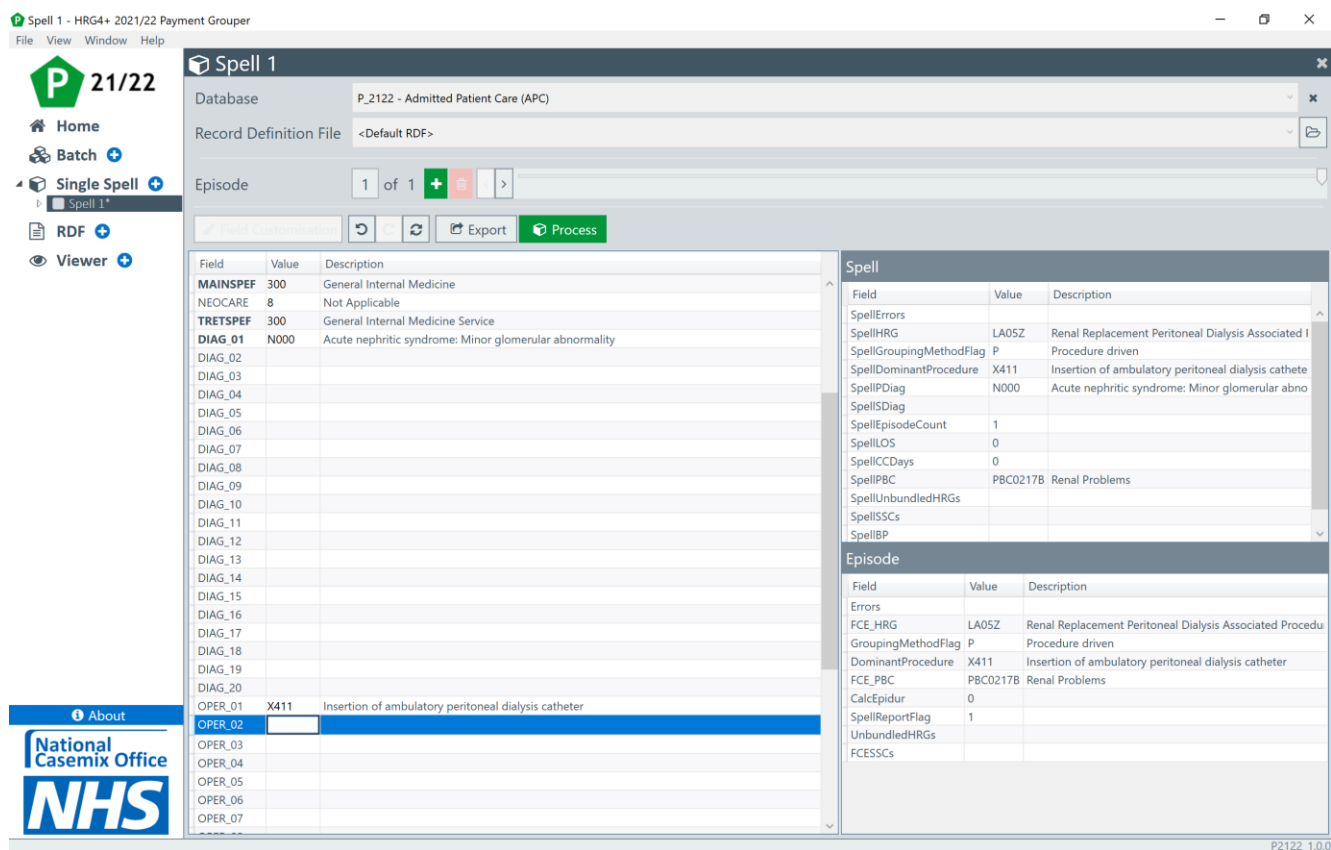 Spell 1 - HRG4+ 2021/22 Payment Grouper
File View Window Help
P 21/22
Home
Batch
Single Spell
Spell 1*
RDF
Viewer
Spell 1
Database P_2122 - Admitted Patient Care (APC)
Record Definition File <Default RDF>
Episode 1 of 1
Field Customisation Export Process
Field Value Description
MAINSPEF 300 General Internal Medicine
NEOCARE 8 Not Applicable
TRETSPEF 300 General Internal Medicine Service
DIAG_01 N000 Acute nephritic syndrome: Minor glomerular abnormality
DIAG_02
DIAG_03
DIAG_04
DIAG_05
DIAG_06
DIAG_07
DIAG_08
DIAG_09
DIAG_10
DIAG_11
DIAG_12
DIAG_13
DIAG_14
DIAG_15
DIAG_16
DIAG_17
DIAG_18
DIAG_19
DIAG_20
OPER_01 X411 Insertion of ambulatory peritoneal dialysis catheter
OPER_02
OPER_03
OPER_04
OPER_05
OPER_06
OPER_07
Spell
Field Value Description
SpellErrors
SpellHRG LA05Z Renal Replacement Peritoneal Dialysis Associated
SpellGroupingMethodFlag P Procedure driven
SpellDominantProcedure X411 Insertion of ambulatory peritoneal dialysis cathete
SpellPDiag N000 Acute nephritic syndrome: Minor glomerular abno
SpellSDiag
SpellEpisodeCount 1
SpellLOS 0
SpellCCDays 0
SpellPBC PBC0217B Renal Problems
SpellUnbundledHRGs
SpellSSCs
SpellBP
Episode
Field Value Description
Errors
FCE_HRG LA05Z Renal Replacement Peritoneal Dialysis Associated Procedu
GroupingMethodFlag P Procedure driven
DominantProcedure X411 Insertion of ambulatory peritoneal dialysis catheter
FCE_PBC PBC0217B Renal Problems
CalcEpidur 0
SpellReportFlag 1
UnbundledHRGs
FCESSCs
About
National
Casemix Office
NHS
P2122 1.0.0